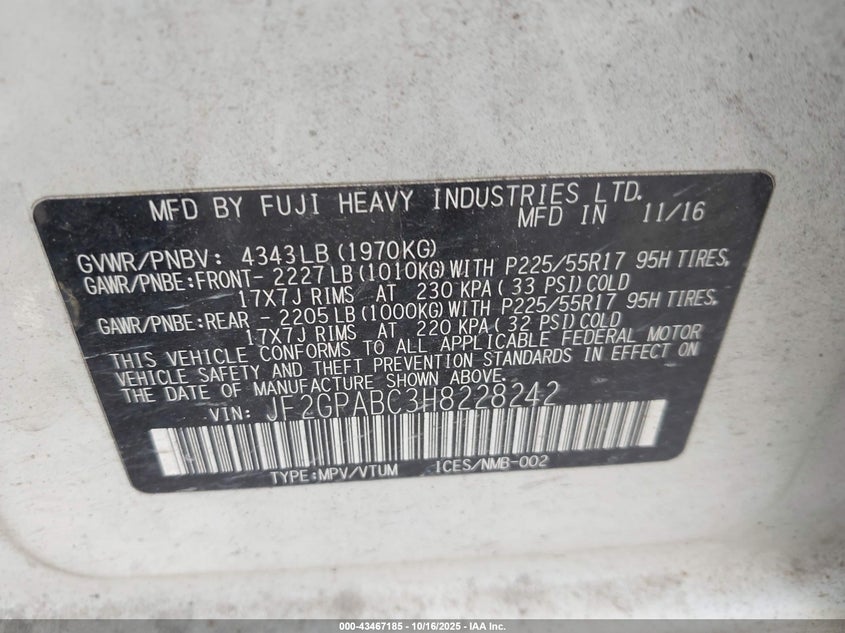 MFD BY FUJI HEAVY INDUSTRIES LTD.
MFD IN 11/16
GVWR/PNBV: 4343LB (1970KG)
GAWR/PNBE:FRONT- 2227LB(1010KG)WITH P225/55R17 95H TIRES,
17X7J RIMS AT 230 KPA( 33 PSI)COLD
GAWR/PNBE:REAR - 2205LB(1000KG)WITH P225/55R17 95H TIRES,
17X7J RIMS AT 220 KPA( 32 PSI)COLD
THIS VEHICLE CONFORMS TO ALL APPLICABLE FEDERAL MOTOR
VEHICLE SAFETY AND THEFT PREVENTION STANDARDS IN EFFECT ON
THE DATE OF MANUFACTURE SHOWN ABOVE.
VIN: JF2GPABC3H8228242
TYPE:MPV/VTUM ICES/NMB-002
000-43467185 - 10/16/2025 - IAA Inc.